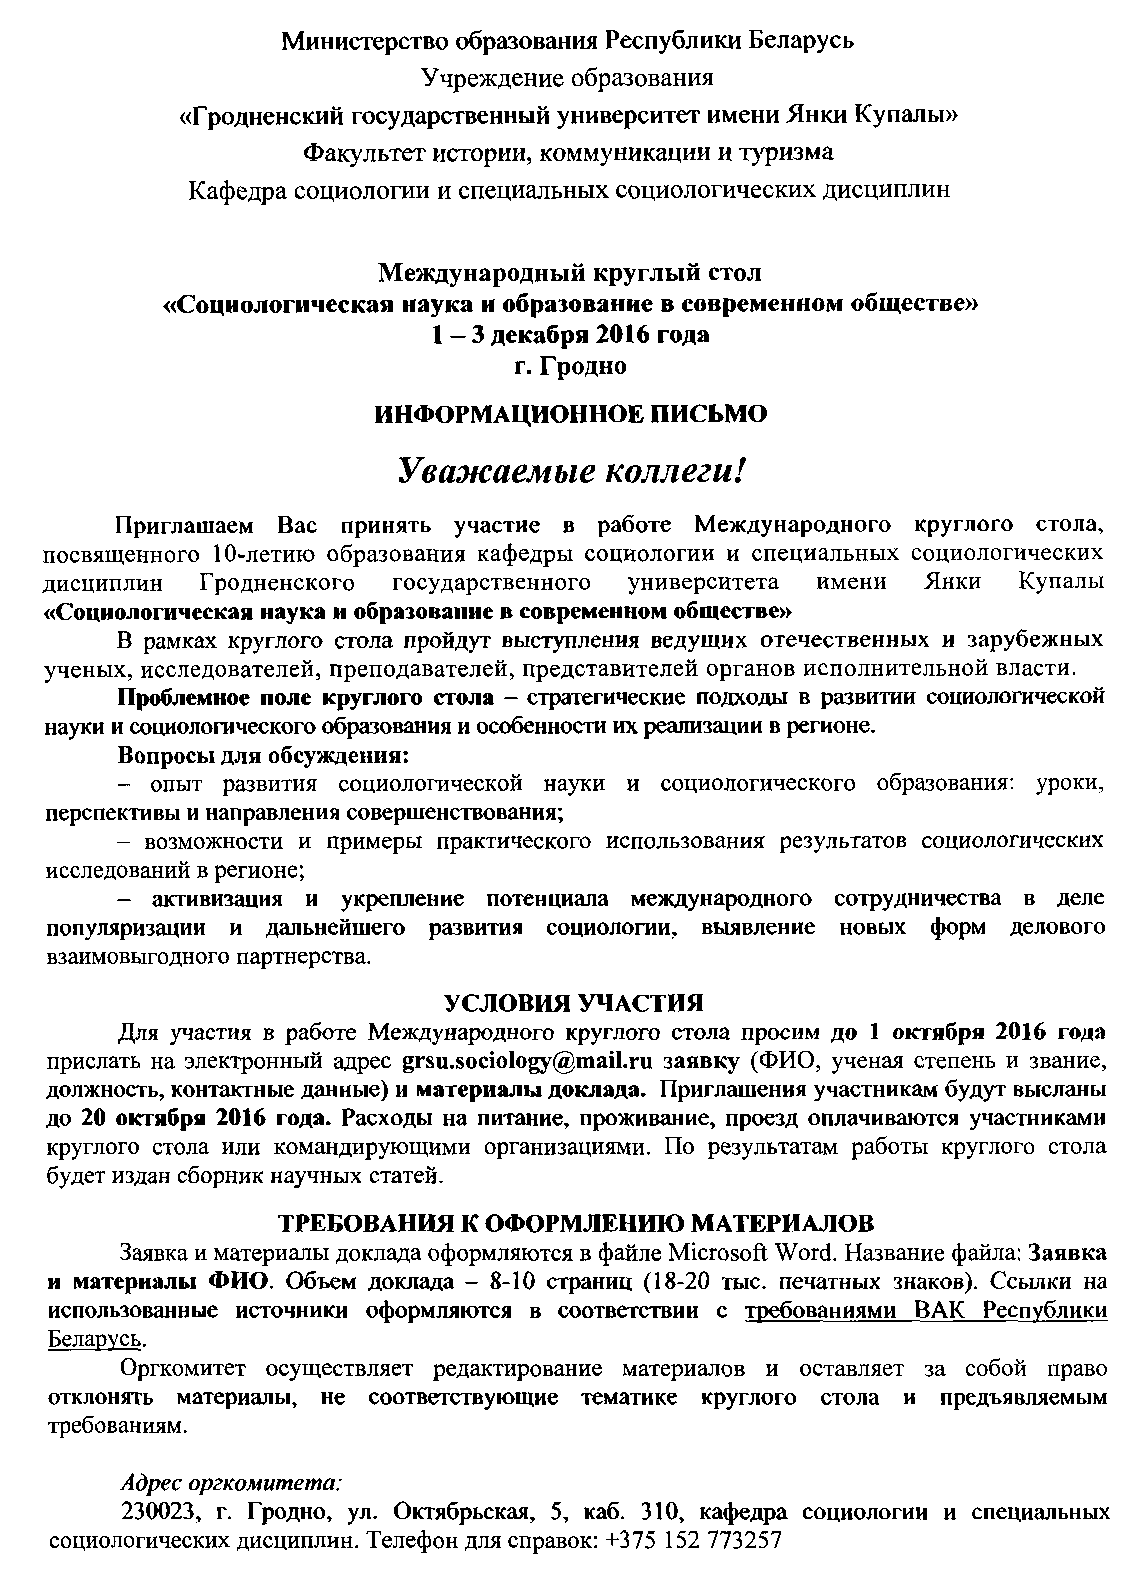 Министерство образования Республики Беларусь
Учреждение образования
«Гродненский государственный университет имени Янки Купалы»
Факультет истории, коммуникации и туризма
Кафедра социологии и специальных социологических дисциплин
Международный круглый стол
«Социологическая наука и образование в современном обществе»
1 – 3 декабря 2016 года
г. Гродно
ИНФОРМАЦИОННОЕ ПИСЬМО
Уважаемые коллеги!
Приглашаем Вас принять участие в работе Международного круглого стола,
посвященного 10-летию образования кафедры социологии и специальных социологических
дисциплин Гродненского государственного университета имени Янки Купалы
«Социологическая наука и образование в современном обществе»
В рамках круглого стола пройдут выступления ведущих отечественных и зарубежных
ученых, исследователей, преподавателей, представителей органов исполнительной власти.
Проблемное поле круглого стола – стратегические подходы в развитии социологической
науки и социологического образования и особенности их реализации в регионе.
Вопросы для обсуждения:
– опыт развития социологической науки и социологического образования: уроки,
перспективы и направления совершенствования;
– возможности и примеры практического использования результатов социологических
исследований в регионе;
– активизация и укрепление потенциала международного сотрудничества в деле
популяризации и дальнейшего развития социологии, выявление новых форм делового
взаимовыгодного партнерства.
УСЛОВИЯ УЧАСТИЯ
Для участия в работе Международного круглого стола просим до 1 октября 2016 года
прислать на электронный адрес grsu.sociology@mail.ru заявку (ФИО, ученая степень и звание,
должность, контактные данные) и материалы доклада. Приглашения участникам будут высланы
до 20 октября 2016 года. Расходы на питание, проживание, проезд оплачиваются участниками
круглого стола или командирующими организациями. По результатам работы круглого стола
будет издан сборник научных статей.
ТРЕБОВАНИЯ К ОФОРМЛЕНИЮ МАТЕРИАЛОВ
Заявка и материалы доклада оформляются в файле Microsoft Word. Название файла: Заявка
и материалы ФИО. Объем доклада – 8-10 страниц (18-20 тыс. печатных знаков). Ссылки на
использованные источники оформляются в соответствии с требованиями ВАК Республики
Беларусь.
Оргкомитет осуществляет редактирование материалов и оставляет за собой право
отклонять материалы, не соответствующие тематике круглого стола и предъявляемым
требованиям.
Адрес оргкомитета:
230023, г. Гродно, ул. Октябрьская, 5, каб. 310, кафедра социологии и специальных
социологических дисциплин. Телефон для справок: +375 152 773257